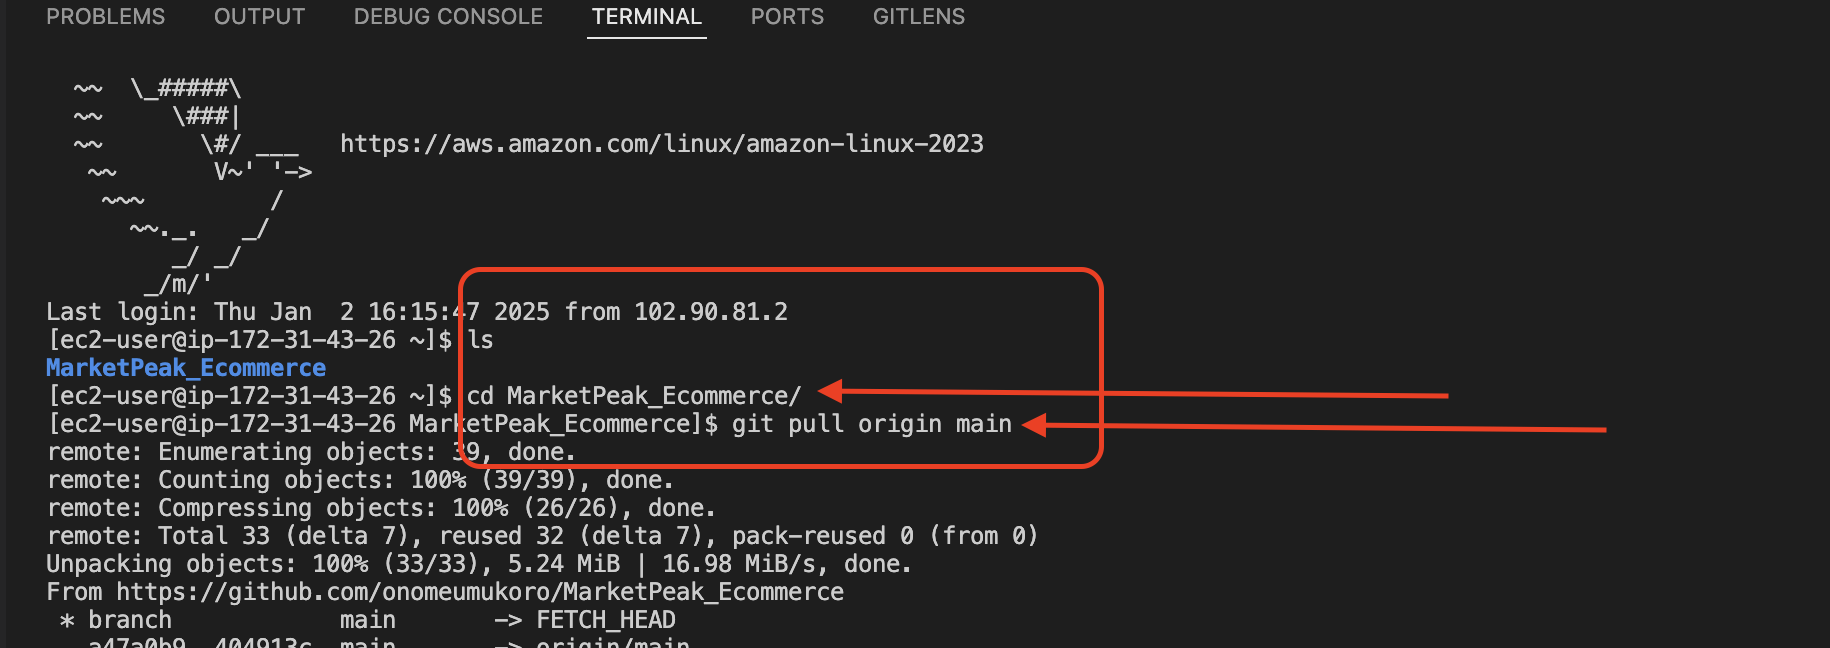 PROBLEMS OUTPUT DEBUG CONSOLE TERMINAL PORTS GITLENS
~~  \_#####\
~~     \###|
~~       \#/ ___   https://aws.amazon.com/linux/amazon-linux-2023
~~       V~' '->
~~~         /
~~._.   _/
_/ _/
_/m/'
Last login: Thu Jan  2 16:15:47 2025 from 102.90.81.2
[ec2-user@ip-172-31-43-26 ~]$ ls
MarketPeak_Ecommerce
[ec2-user@ip-172-31-43-26 ~]$ cd MarketPeak_Ecommerce/
[ec2-user@ip-172-31-43-26 MarketPeak_Ecommerce]$ git pull origin main
remote: Enumerating objects: 39, done.
remote: Counting objects: 100% (39/39), done.
remote: Compressing objects: 100% (26/26), done.
remote: Total 33 (delta 7), reused 32 (delta 7), pack-reused 0 (from 0)
Unpacking objects: 100% (33/33), 5.24 MiB | 16.98 MiB/s, done.
From https://github.com/onomeumukoro/MarketPeak_Ecommerce
* branch            main       -> FETCH_HEAD
a47a0b9..404913c  main       -> origin/main